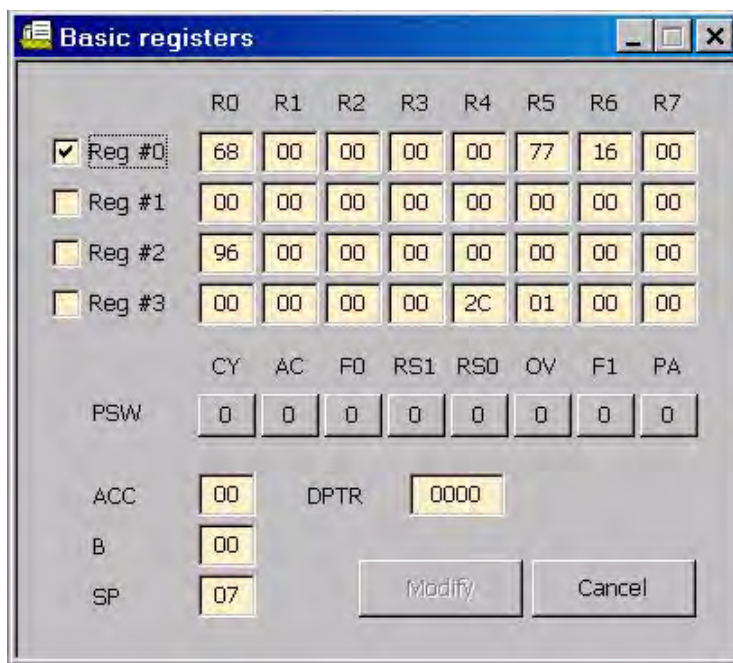 Basic registers
R0 R1 R2 R3 R4 R5 R6 R7
Reg #0 68 00 00 00 00 77 16 00
Reg #1 00 00 00 00 00 00 00 00
Reg #2 96 00 00 00 00 00 00 00
Reg #3 00 00 00 00 2C 01 00 00
CY AC F0 RS1 RS0 OV F1 PA
PSW 0 0 0 0 0 0 0 0
ACC 00 DPTR 0000
B 00
SP 07 Modify Cancel